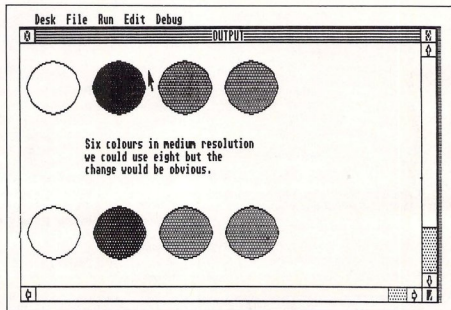 Desk File Run Edit Debug
OUTPUT
Six colours in medium resolution
we could use eight but the
change would be obvious.